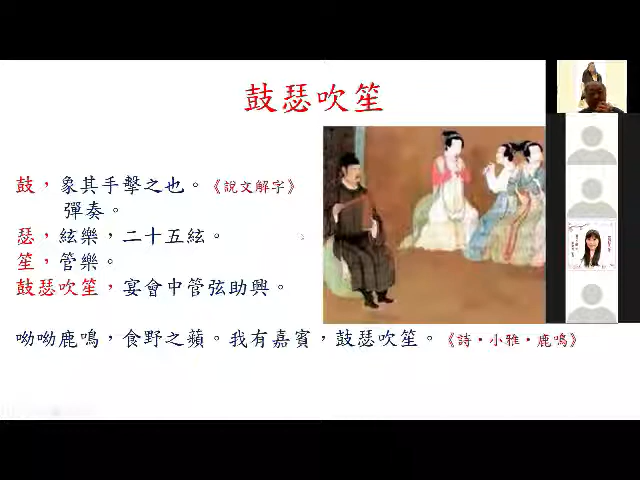 鼓瑟吹笙
鼓，象其手擊之也。《說文解字》
彈奏。
瑟，絃樂，二十五絃。
笙，管樂。
鼓瑟吹笙，宴會中管弦助興。
呦呦鹿鳴，食野之蘋。我有嘉賓，鼓瑟吹笙。《詩·小雅·鹿鳴》